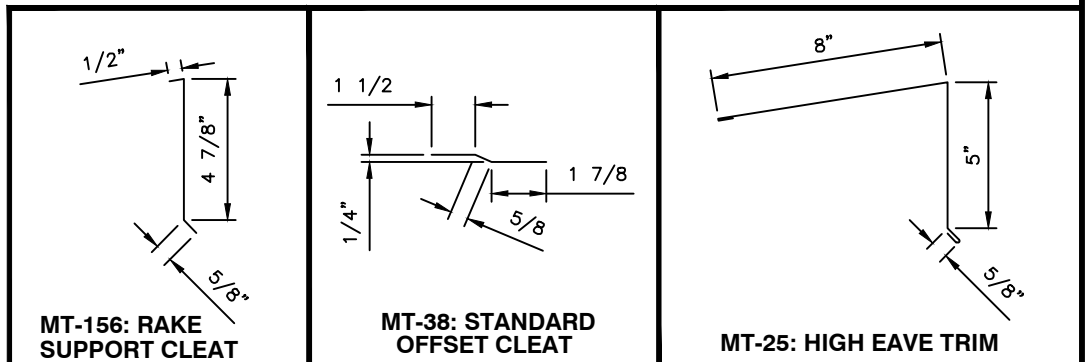 1/2"
4 7/8"
5/8"
MT-156: RAKE
SUPPORT CLEAT
1 1/2
1/4"
5/8
1 7/8
MT-38: STANDARD
OFFSET CLEAT
8"
5"
5/8"
MT-25: HIGH EAVE TRIM